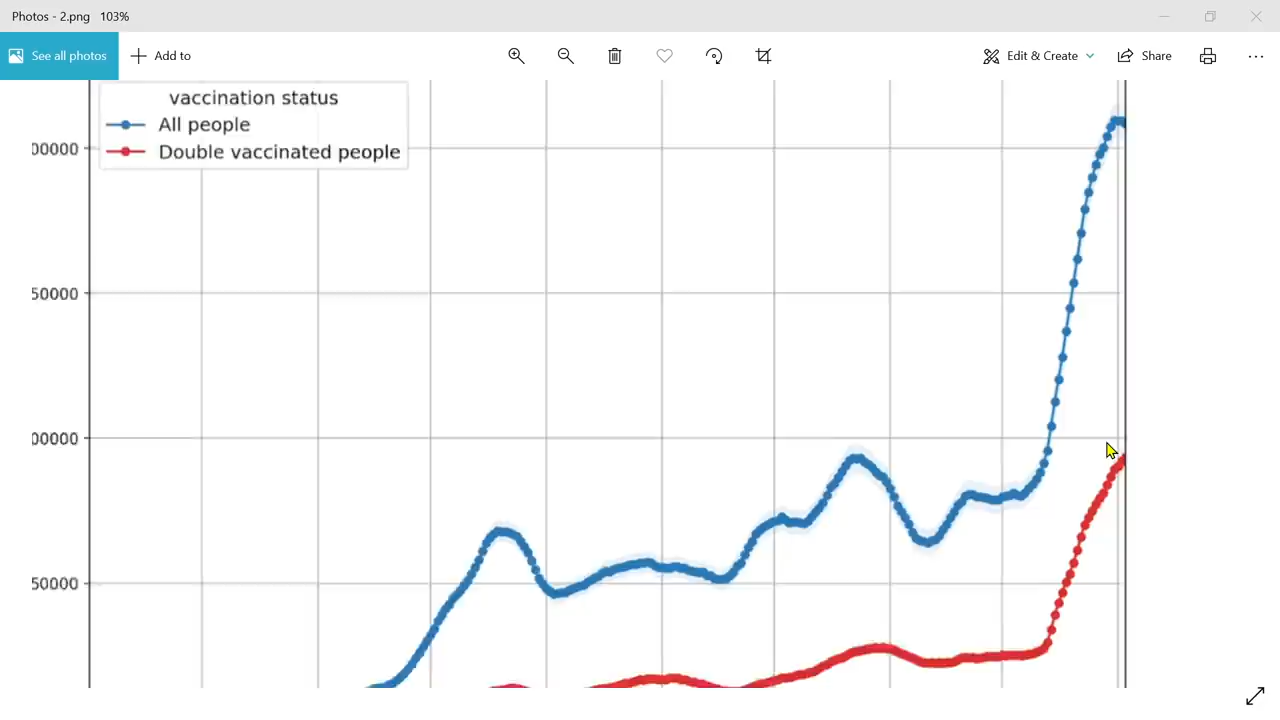 Photos - 2.png 103%
See all photos
Add to
Edit & Create
Share
vaccination status
All people
Double vaccinated people
00000
50000
00000
50000